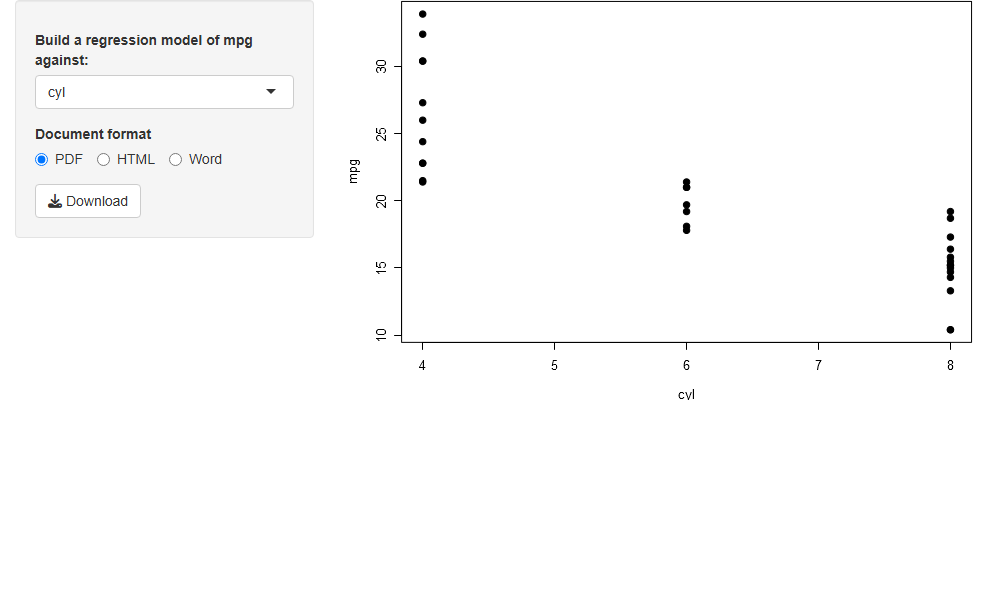 Build a regression model of mpg
against:
cyl
Document format
PDF HTML Word
Download
mpg
30
25
20
15
10
4 5 6 7 8
cyl